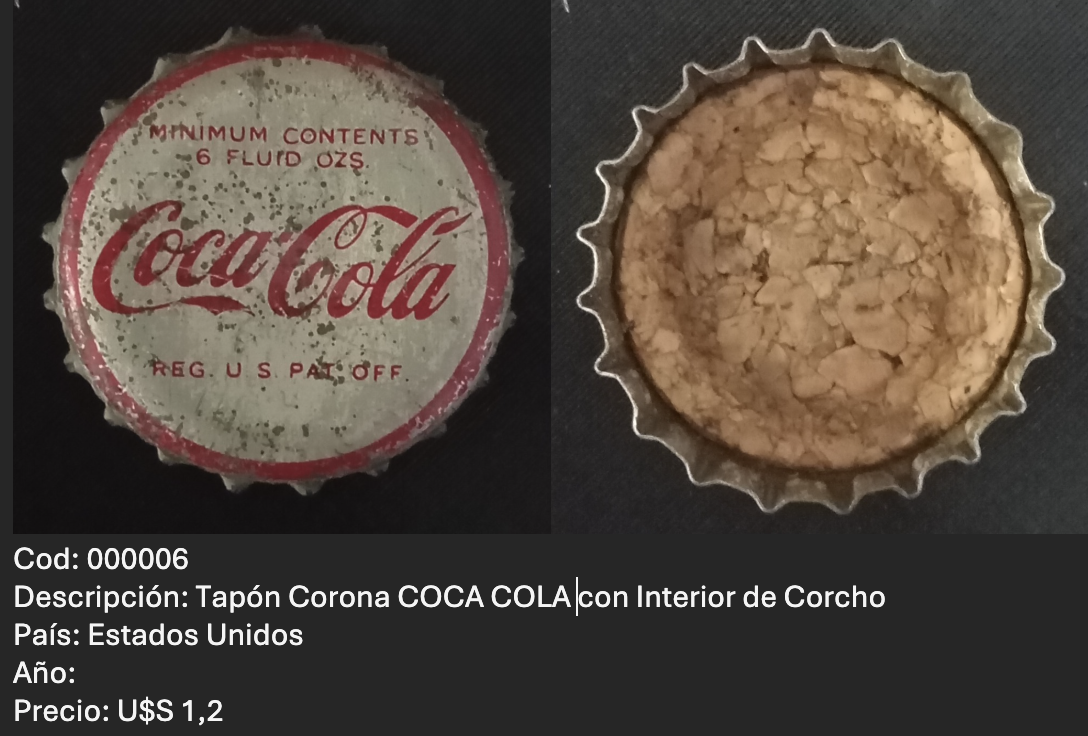 MINIMUM CONTENTS
6 FLUID OZS.
Coca Cola
REG. U.S. PAT. OFF.
Cod: 000006
Descripción: Tapón Corona COCA COLA con Interior de Corcho
País: Estados Unidos
Año:
Precio: U$S 1,2